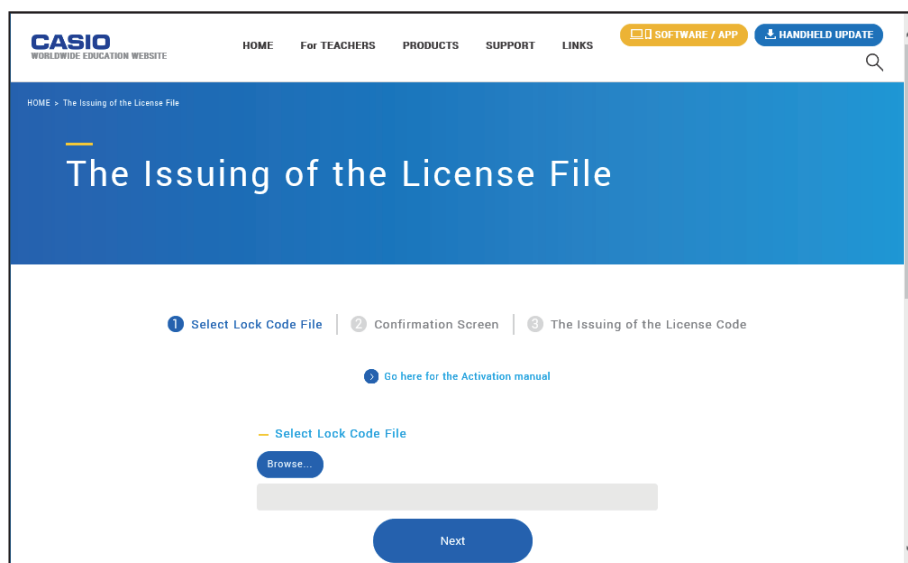 CASIO
WORLDWIDE EDUCATION WEBSITE
HOME For TEACHERS PRODUCTS SUPPORT LINKS
SOFTWARE / APP
HANDHELD UPDATE
HOME > The Issuing of the License File
The Issuing of the License File
1 Select Lock Code File
2 Confirmation Screen
3 The Issuing of the License Code
Go here for the Activation manual
Select Lock Code File
Browse...
Next